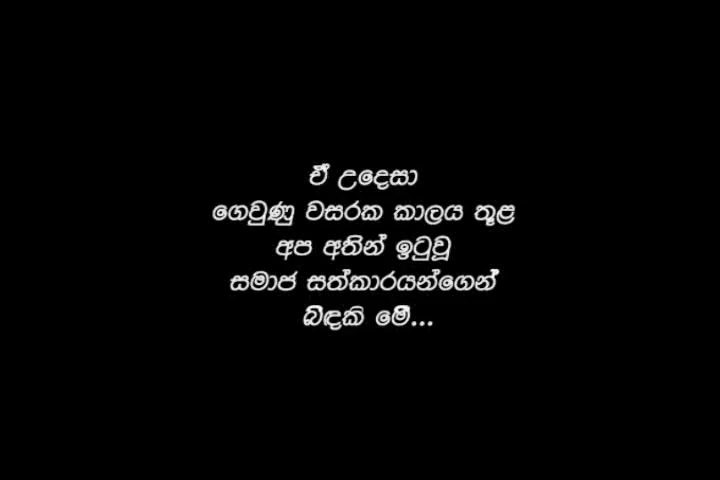 ඒ උදෙසා
ගෙවුණු වසරක කාලය තූළ
අප අතින් ඉටුවූ
සමාජ සත්කාරයන්ගෙන්
බිඳකි මේ...